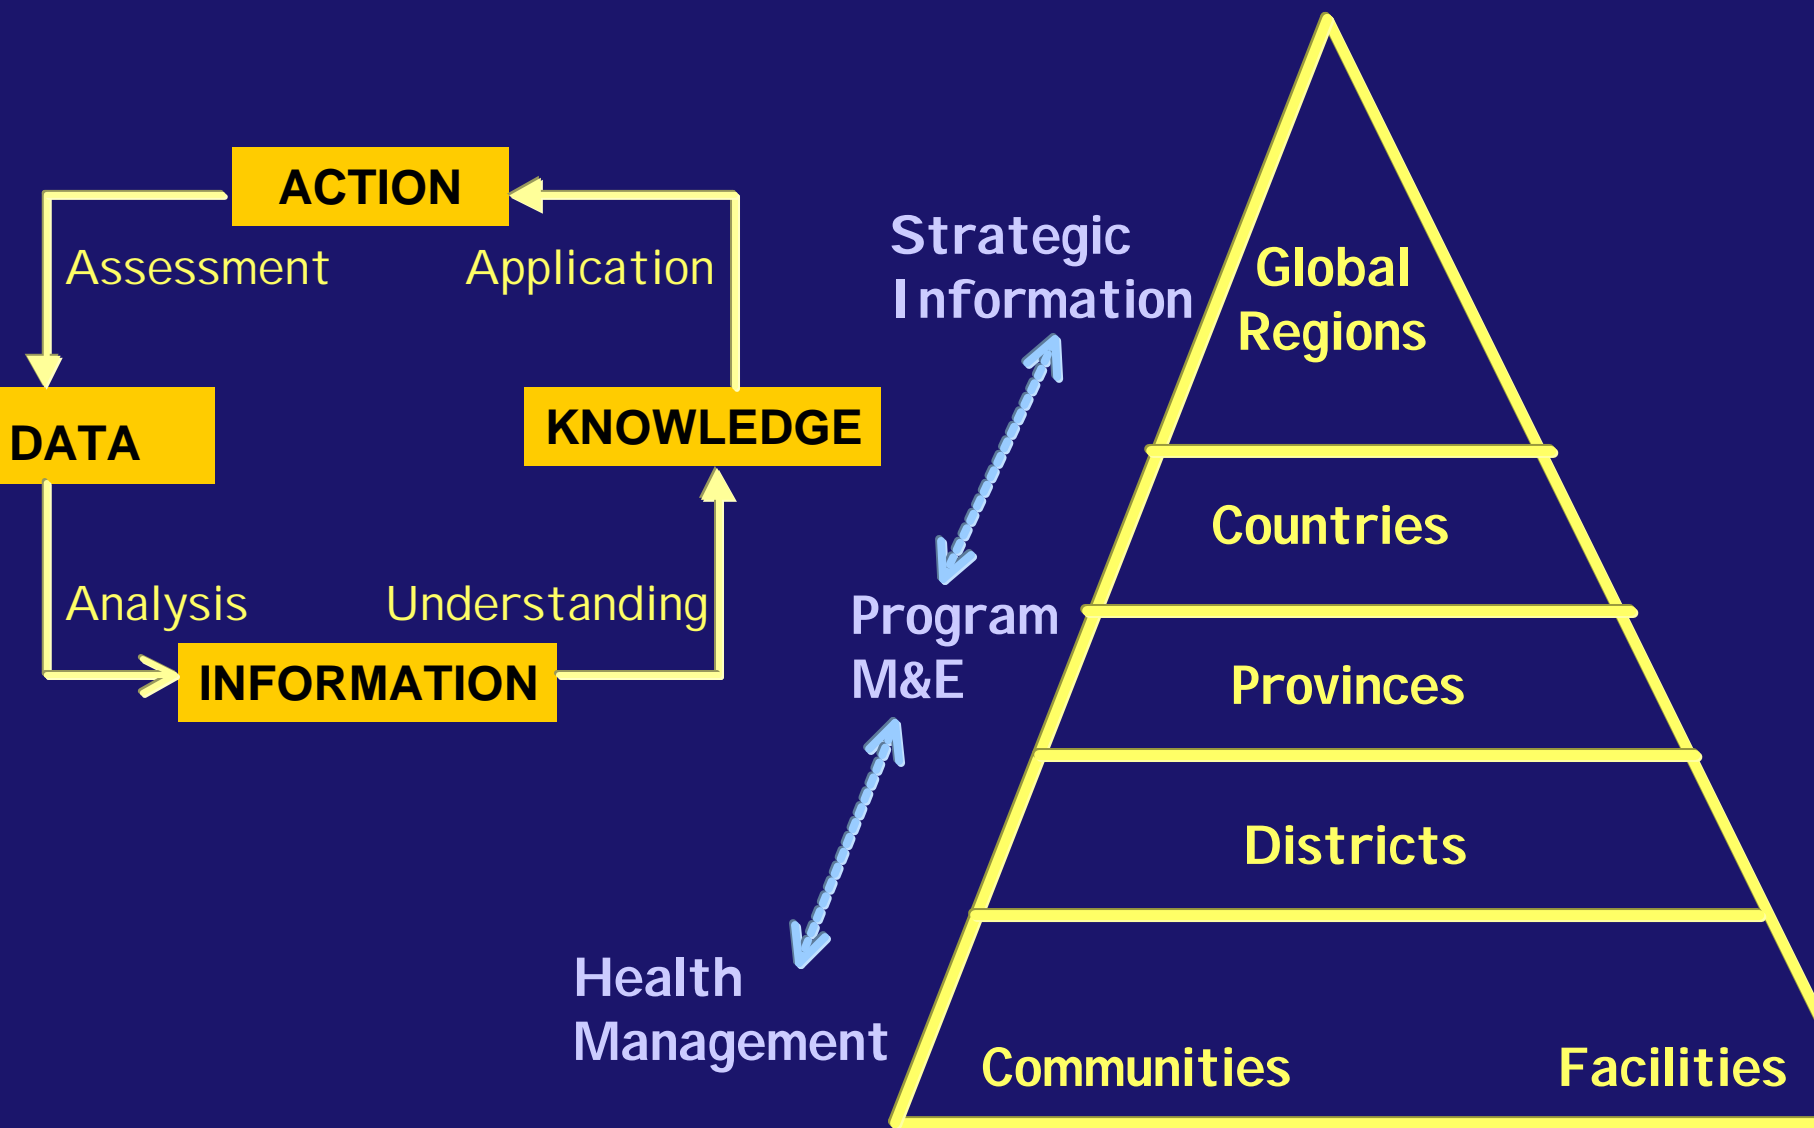 ACTION
Assessment
Application
DATA
KNOWLEDGE
Analysis
Understanding
INFORMATION
Strategic
Information
Program
M&E
Health
Management
Global
Regions
Countries
Provinces
Districts
Communities
Facilities